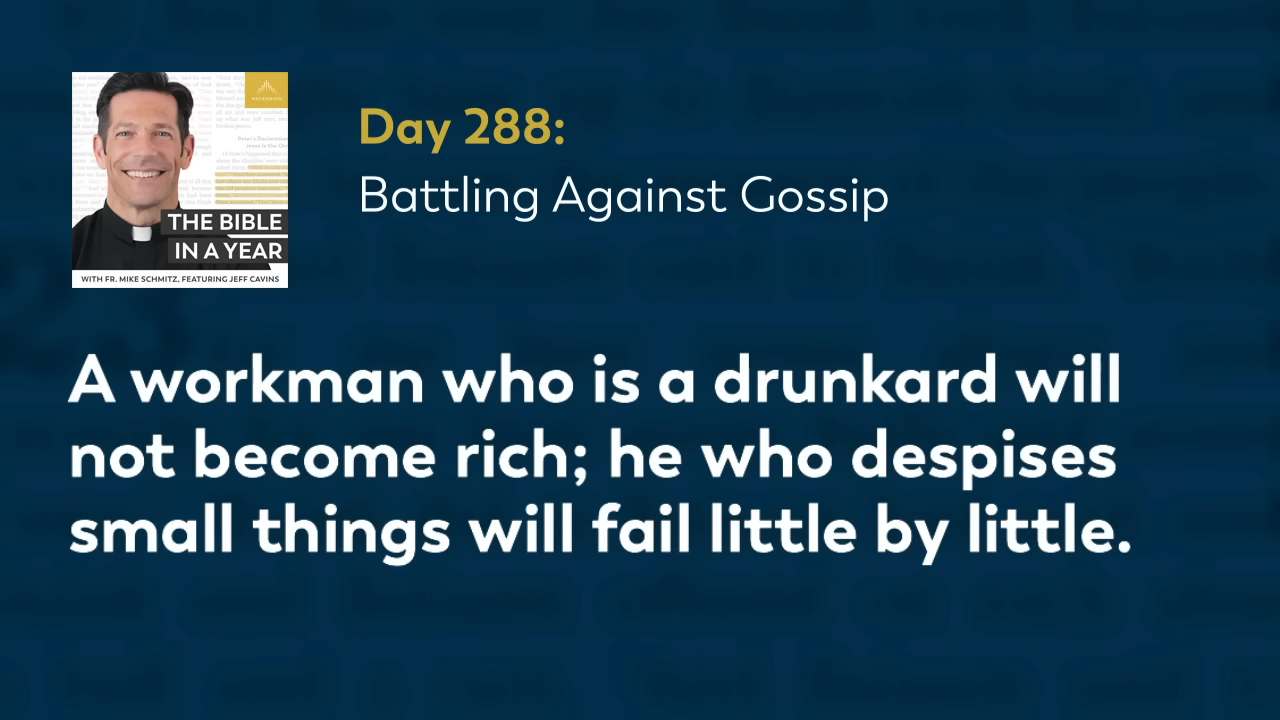 ASCENSION
THE BIBLE
IN A YEAR
WITH FR. MIKE SCHMITZ, FEATURING JEFF CAVINS
Day 288:
Battling Against Gossip
A workman who is a drunkard will
not become rich; he who despises
small things will fail little by little.